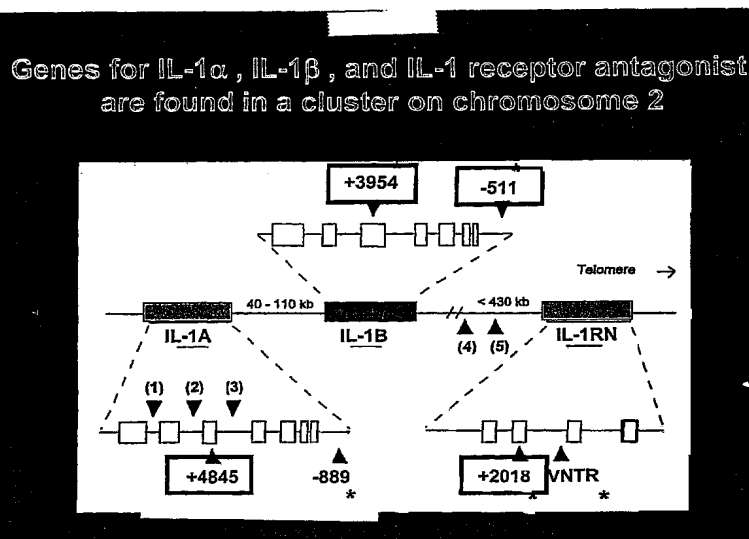 Genes for IL-1α , IL-1β , and IL-1 receptor antagonist
are found in a cluster on chromosome 2
+3954
-511
Telomere →
40 - 110 kb
< 430 kb
IL-1A
IL-1B
(4)
(5)
IL-1RN
(1)
(2)
(3)
+4845
-889
*
+2018
VNTR
*
*